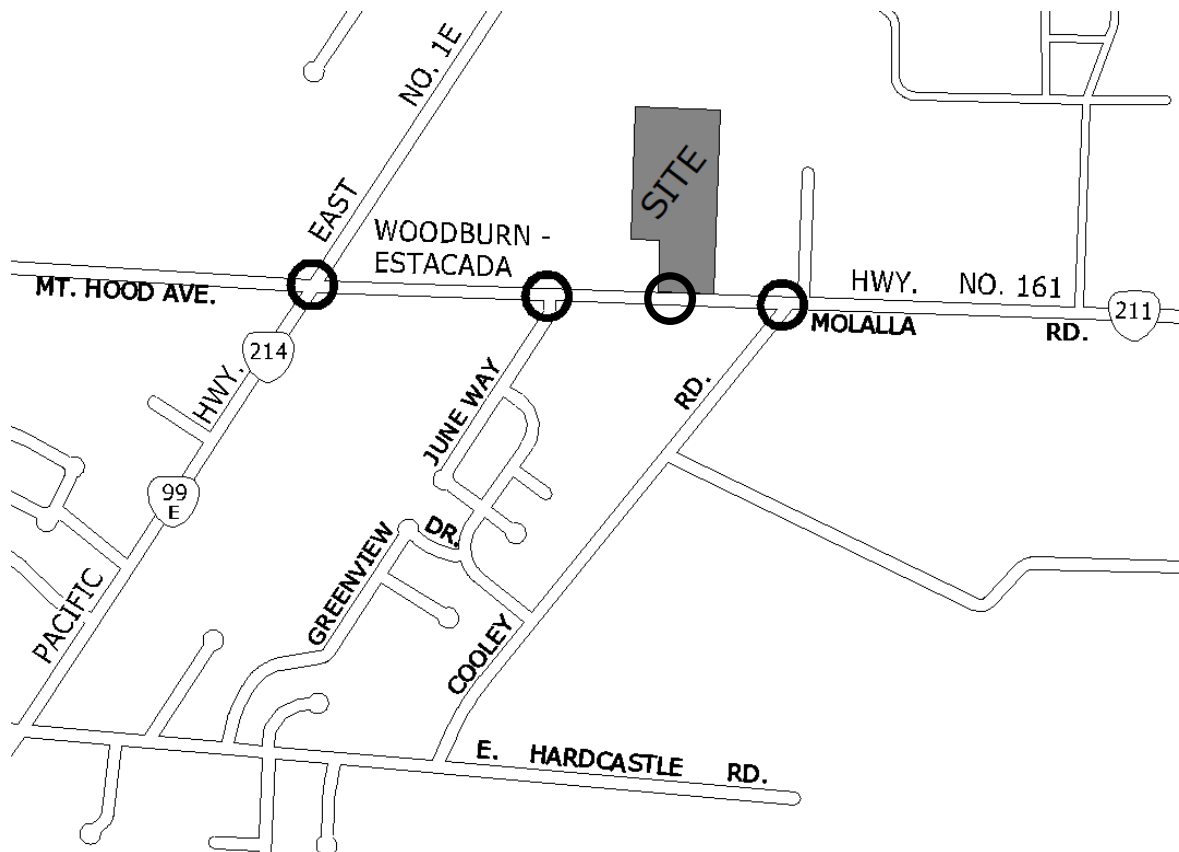 NO. 1E
EAST
SITE
WOODBURN -
ESTACADA
HWY. NO. 161
MT. HOOD AVE.
MOLALLA RD.
211
214
HWY.
RD.
JUNE WAY
99
E
DR.
GREENVIEW
PACIFIC
COOLEY
E. HARDCASTLE RD.